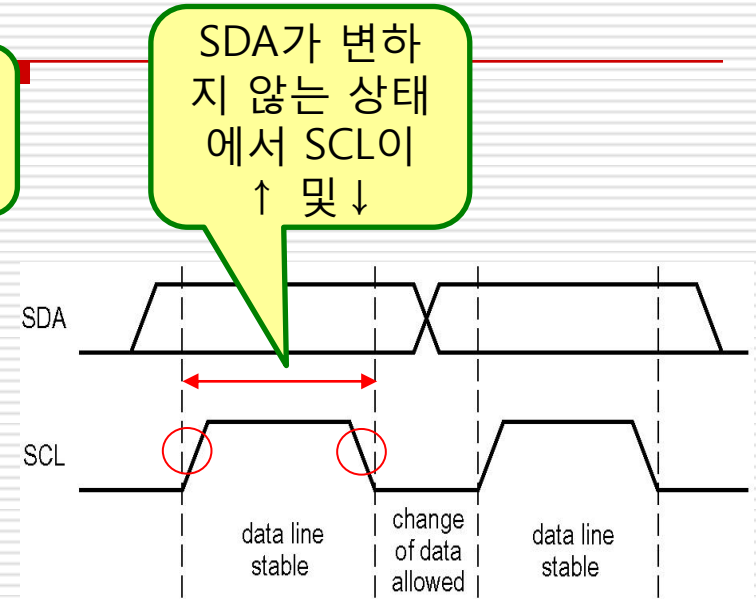 SDA가 변하
지 않는 상태
에서 SCL이
↑ 및↓
SDA
SCL
data line
stable
change
of data
allowed
data line
stable